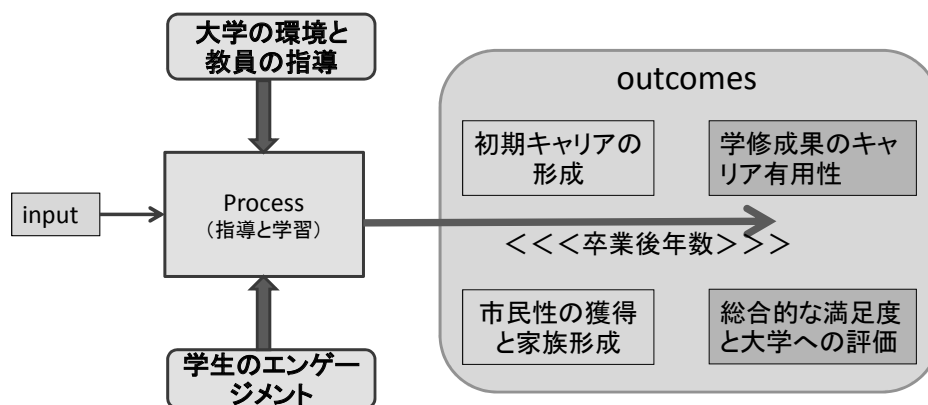 大学の環境と
教員の指導
outcomes
初期キャリアの
形成
学修成果のキャ
リア有用性
input
Process
（指導と学習）
＜＜＜卒業後年数＞＞＞
市民性の獲得
と家族形成
総合的な満足度
と大学への評価
学生のエンゲー
ジメント